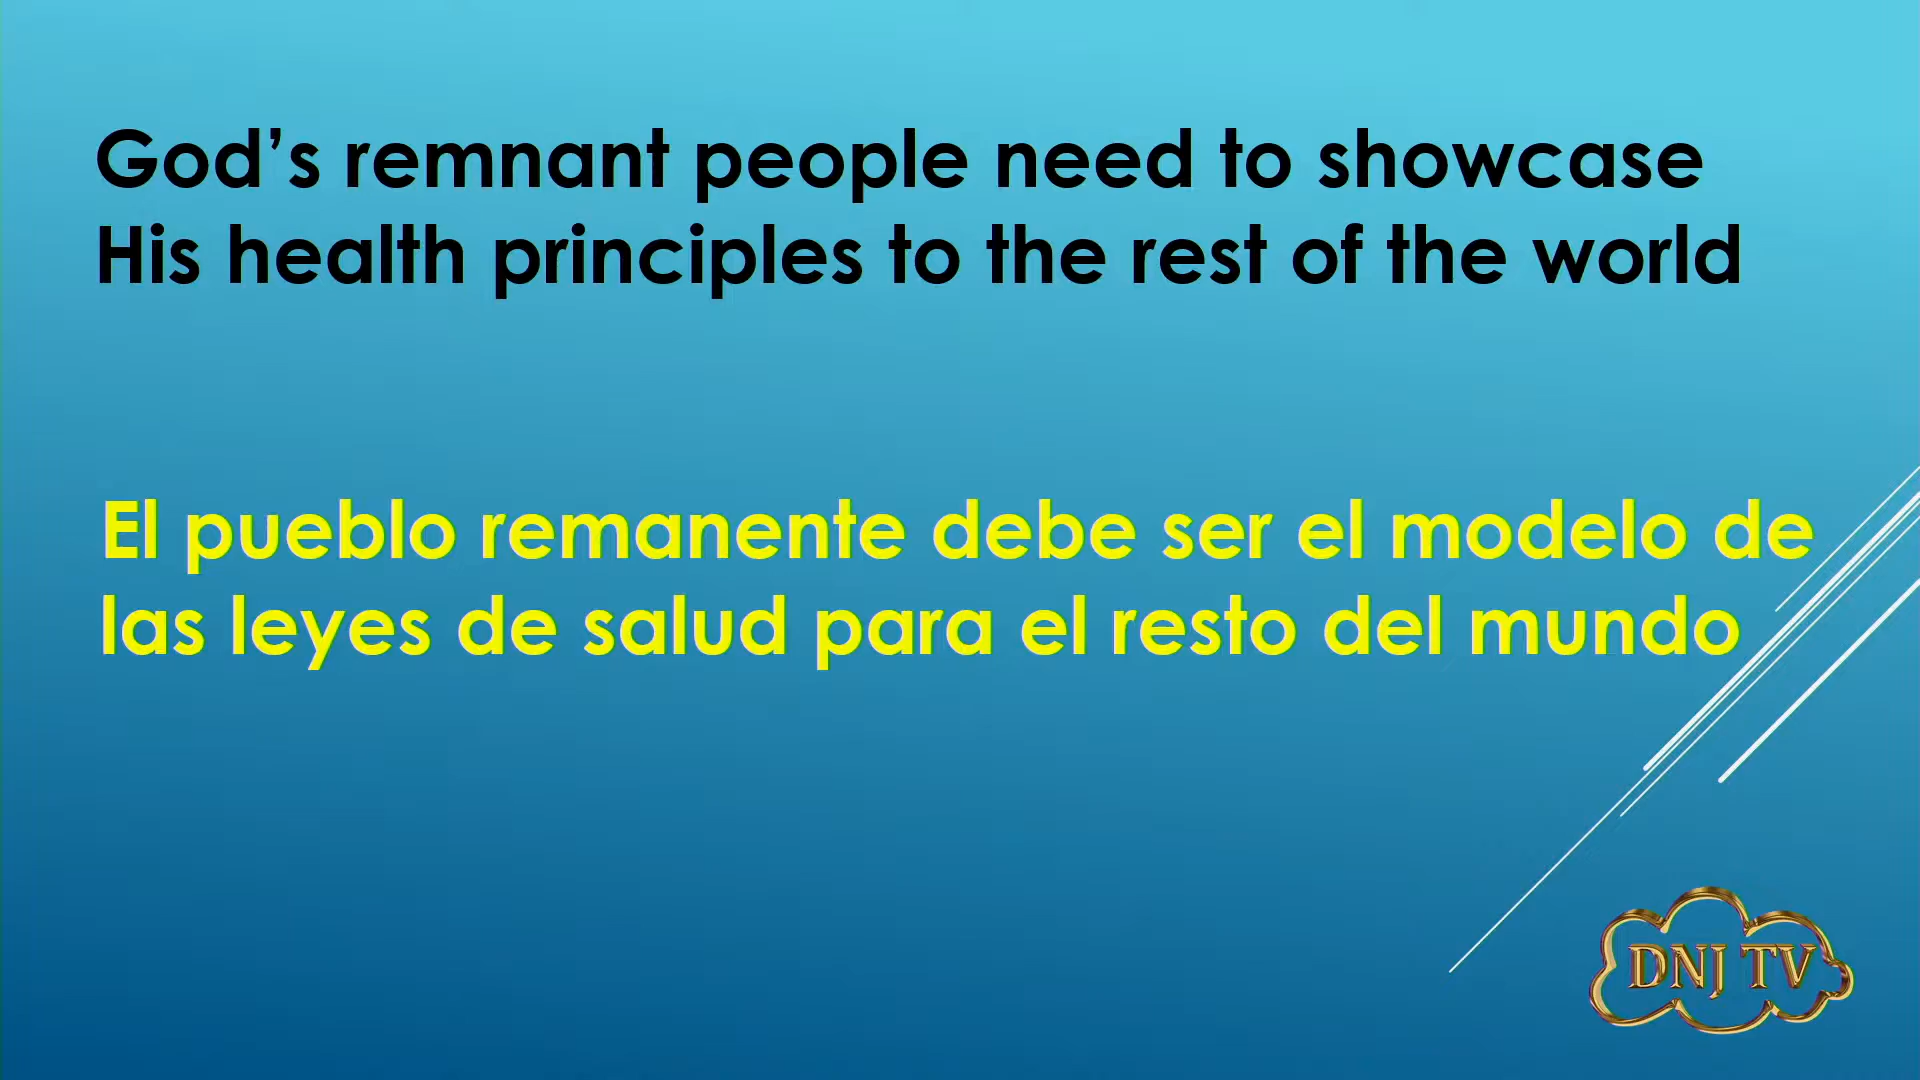 God’s remnant people need to showcase
His health principles to the rest of the world
El pueblo remanente debe ser el modelo de
las leyes de salud para el resto del mundo
DNJ TV